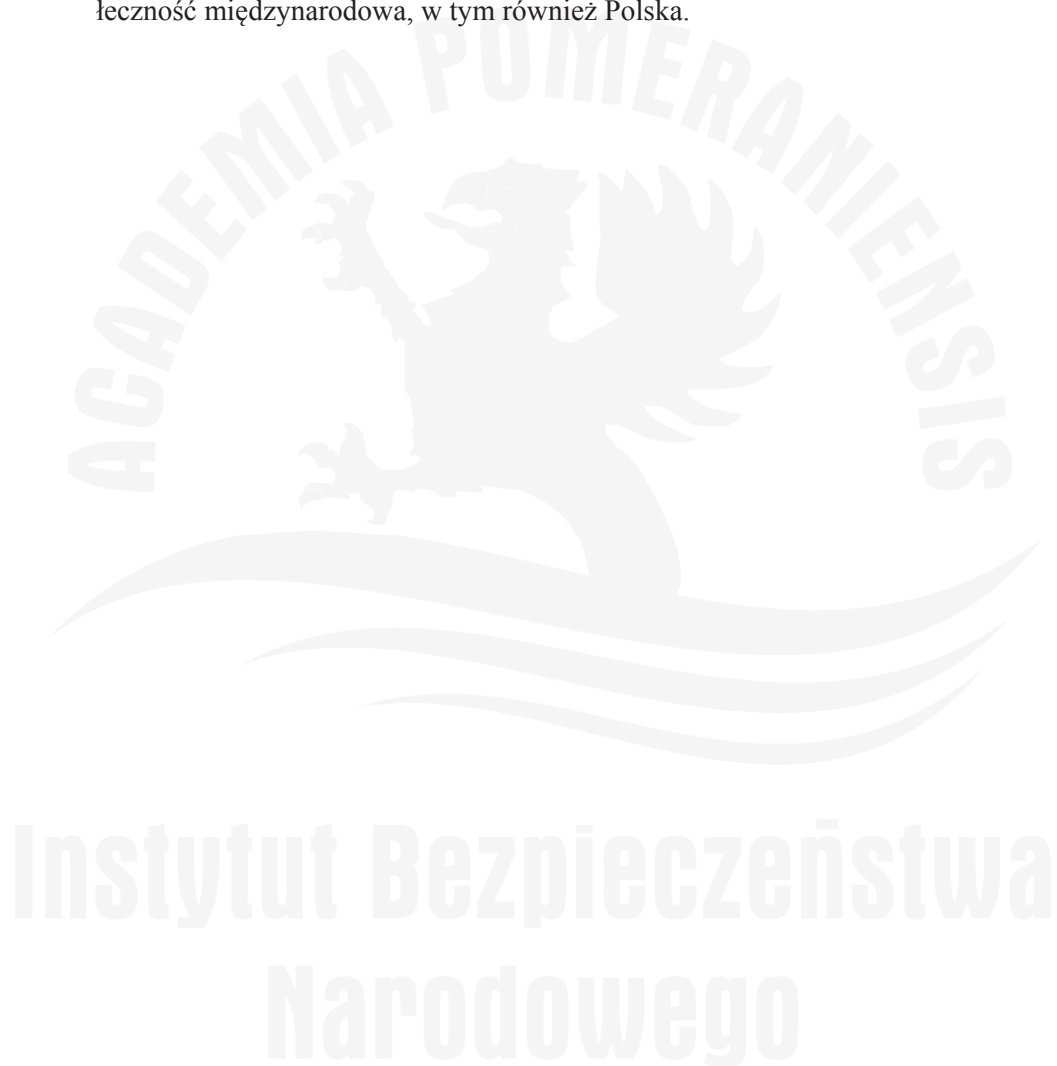 łeczność międzynarodowa, w tym również Polska.
ACADEMIA POMERANIENSIS
Instytut Bezpieczeństwa
Narodowego